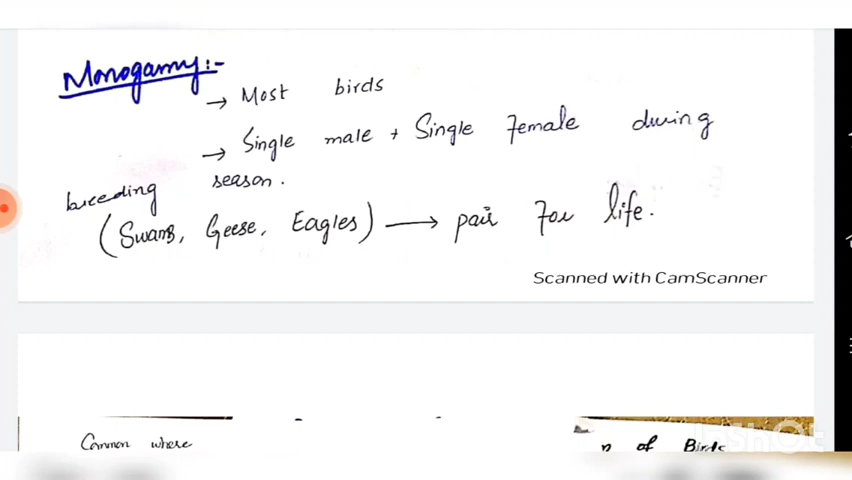 Monogamy:-
→ Most birds
→ Single male + Single Female during
breeding season.
(Swans, Geese, Eagles) → pair For life.
Scanned with CamScanner
Common where
n of Birds